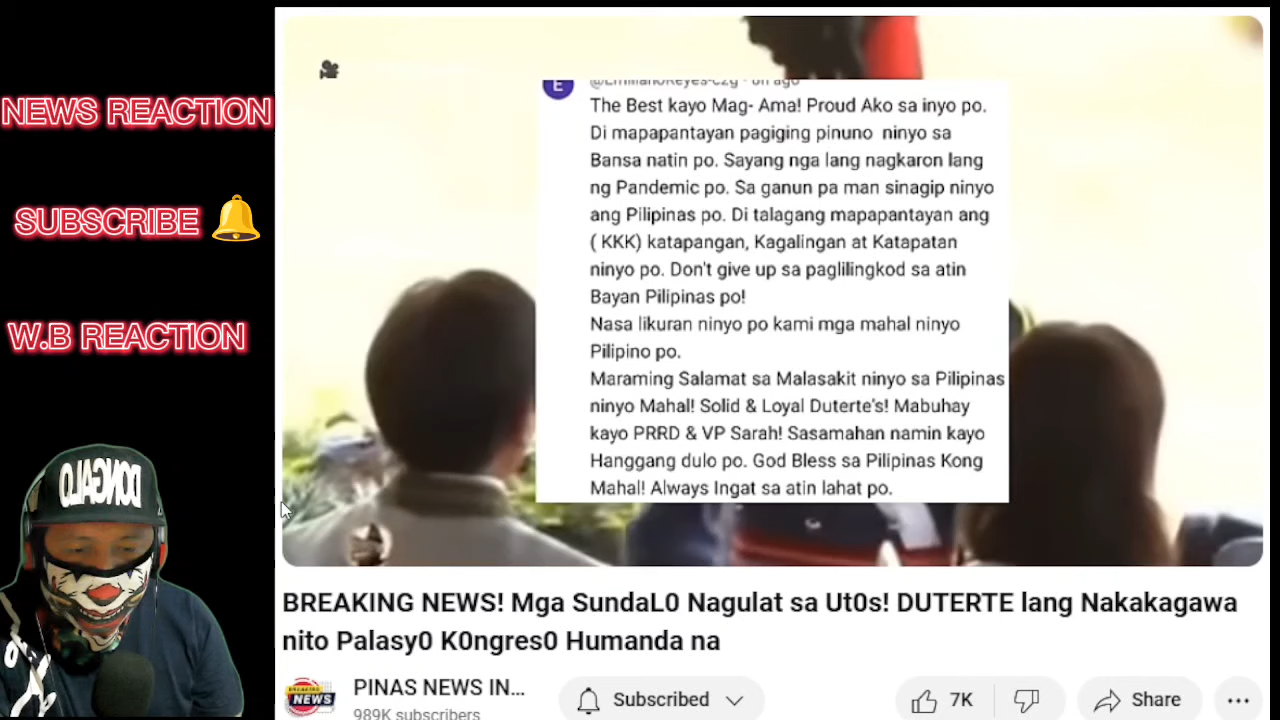 NEWS REACTION
SUBSCRIBE
W.B REACTION
DONGALO
E
The Best kayo Mag- Ama! Proud Ako sa inyo po.
Di mapapantayan pagiging pinuno ninyo sa
Bansa natin po. Sayang nga lang nagkaron lang
ng Pandemic po. Sa ganun pa man sinagip ninyo
ang Pilipinas po. Di talagang mapapantayan ang
( KKK) katapangan, Kagalingan at Katapatan
ninyo po. Don't give up sa paglilingkod sa atin
Bayan Pilipinas po!
Nasa likuran ninyo po kami mga mahal ninyo
Pilipino po.
Maraming Salamat sa Malasakit ninyo sa Pilipinas
ninyo Mahal! Solid & Loyal Duterte's! Mabuhay
kayo PRRD & VP Sarah! Sasamahan namin kayo
Hanggang dulo po. God Bless sa Pilipinas Kong
Mahal! Always Ingat sa atin lahat po.
BREAKING NEWS! Mga SundaL0 Nagulat sa Ut0s! DUTERTE lang Nakakagawa
nito Palasy0 K0ngres0 Humanda na
BREAKING NEWS
PINAS NEWS IN...
989K subscribers
Subscribed
7K
Share